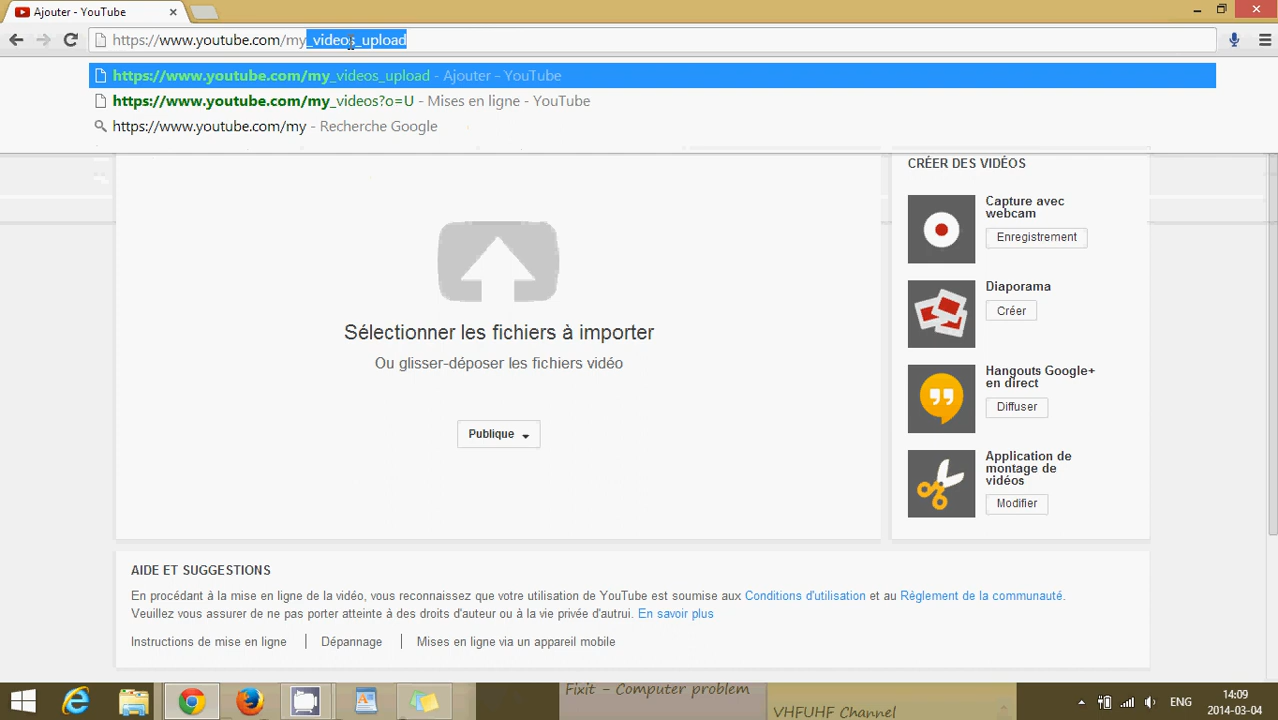 Ajouter - YouTube
https://www.youtube.com/my_videos_upload
https://www.youtube.com/my_videos_upload - Ajouter - YouTube
https://www.youtube.com/my_videos?o=U - Mises en ligne - YouTube
https://www.youtube.com/my - Recherche Google
CRÉER DES VIDÉOS
Capture avec
webcam
Enregistrement
Diaporama
Créer
Hangouts Google+
en direct
Diffuser
Application de
montage de
vidéos
Modifier
Sélectionner les fichiers à importer
Ou glisser-déposer les fichiers vidéo
Publique
AIDE ET SUGGESTIONS
En procédant à la mise en ligne de la vidéo, vous reconnaissez que votre utilisation de YouTube est soumise aux Conditions d'utilisation et au Règlement de la communauté.
Veuillez vous assurer de ne pas porter atteinte à des droits d'auteur ou à la vie privée d'autrui. En savoir plus
Instructions de mise en ligne | Dépannage | Mises en ligne via un appareil mobile
Fixit - Computer problem
VHFUHF Channel
ENG
14:09
2014-03-04